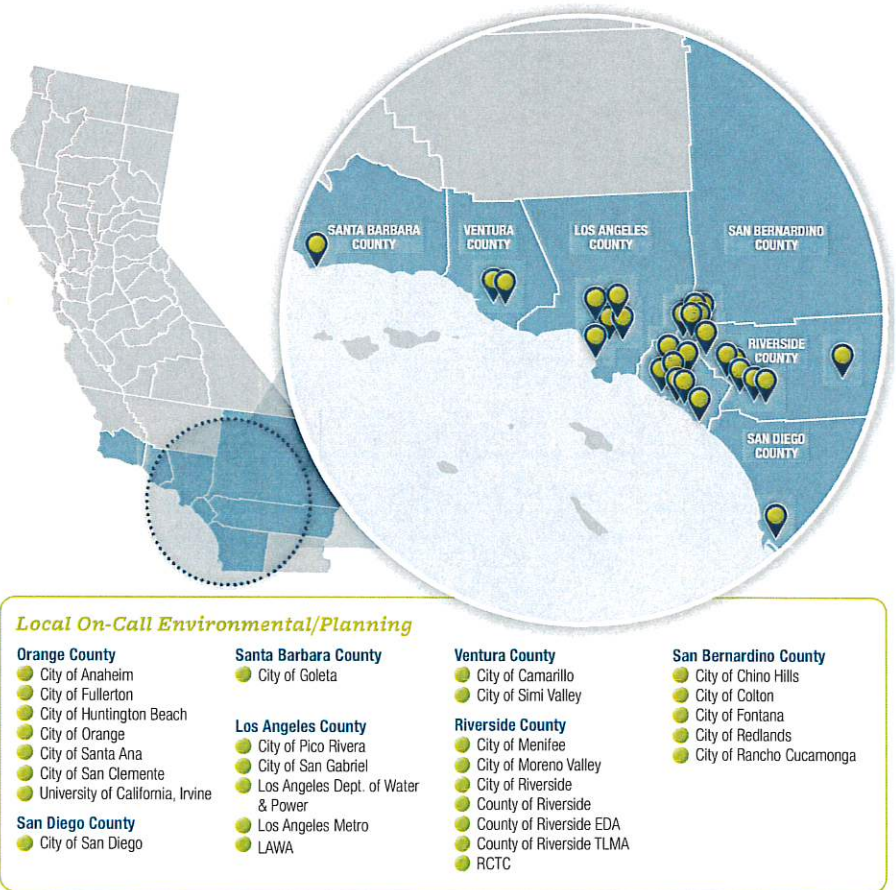 SANTA BARBARA
COUNTY
VENTURA
COUNTY
LOS ANGELES
COUNTY
SAN BERNARDINO
COUNTY
RIVERSIDE
COUNTY
SAN DIEGO
COUNTY
Local On-Call Environmental/Planning
Orange County
City of Anaheim
City of Fullerton
City of Huntington Beach
City of Orange
City of Santa Ana
City of San Clemente
University of California, Irvine
San Diego County
City of San Diego
Santa Barbara County
City of Goleta
Los Angeles County
City of Pico Rivera
City of San Gabriel
Los Angeles Dept. of Water
& Power
Los Angeles Metro
LAWA
Ventura County
City of Camarillo
City of Simi Valley
Riverside County
City of Menifee
City of Moreno Valley
City of Riverside
County of Riverside
County of Riverside EDA
County of Riverside TLMA
RCTC
San Bernardino County
City of Chino Hills
City of Colton
City of Fontana
City of Redlands
City of Rancho Cucamonga